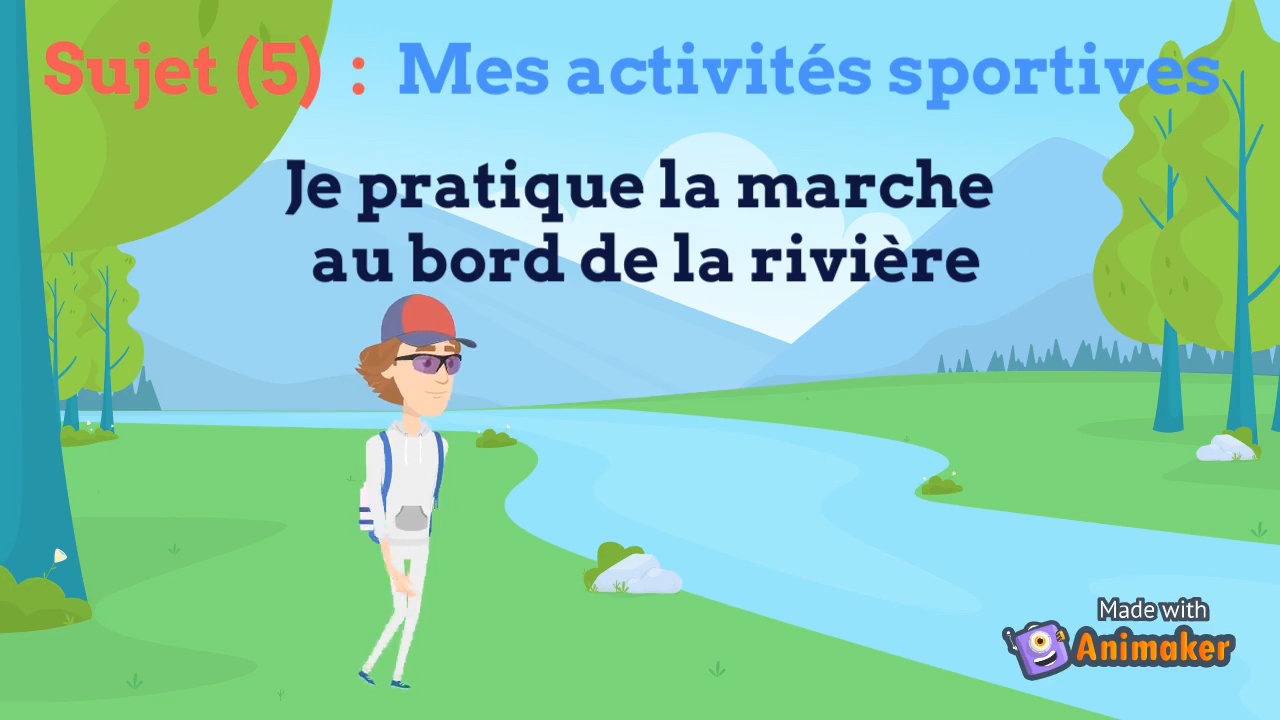 Sujet (5) : Mes activités sportives
Je pratique la marche
au bord de la rivière
Made with
Animaker